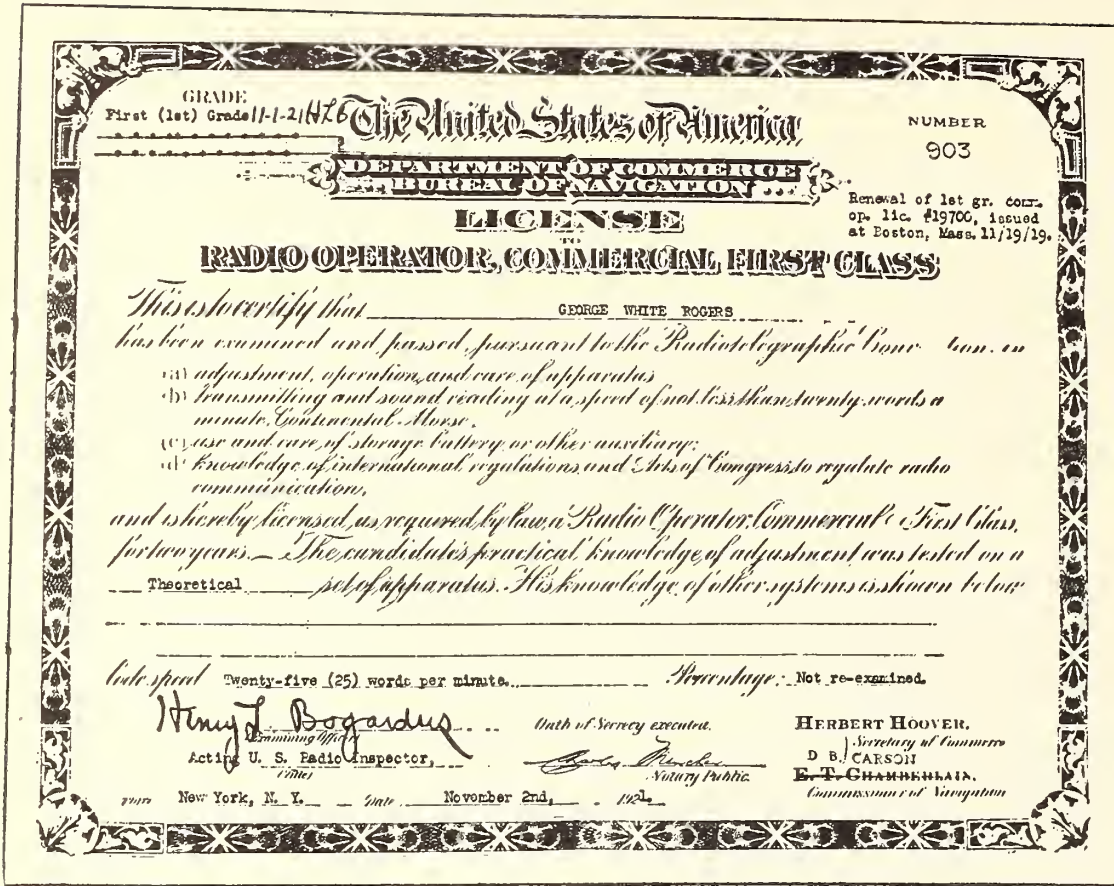 GRADE
First (1st) Grade 11-1-21 HLB
The United States of America
NUMBER
903
DEPARTMENT OF COMMERCE
BUREAU OF NAVIGATION
Renewal of 1st gr. com.
op. lic. #19700, issued
at Boston, Mass. 11/19/19.
LICENSE
TO
RADIO OPERATOR, COMMERCIAL FIRST CLASS
This is to certify that GEORGE WHITE ROGERS
has been examined and passed, pursuant to the Radiotelegraphic in
(a) adjustment, operation, and care of apparatus
(b) transmitting and sound reading at a speed of not less than twenty words a
minute, Continental Morse,
(c) use and care of storage battery or other auxiliary;
(d) knowledge of international regulations, and Acts of Congress to regulate radio
communication,
and is hereby licensed, as required by law, a Radio Operator, Commercial First Class,
for two years. — The candidate's practical knowledge of adjustment was tested on a
Theoretical set of apparatus. His knowledge of other systems is shown below
Code speed Twenty-five (25) words per minute. Percentage: Not re-examined.
Henry L. Bogardus
Examining Officer
Oath of Secrecy executed.
HERBERT HOOVER,
Secretary of Commerce
Acting U. S. Radio Inspector,
(Title)
Charles
Notary Public.
D B. CARSON
E. T. CHAMBERLAIN,
Commissioner of Navigation
New York, N. Y. Date November 2nd, 1921.